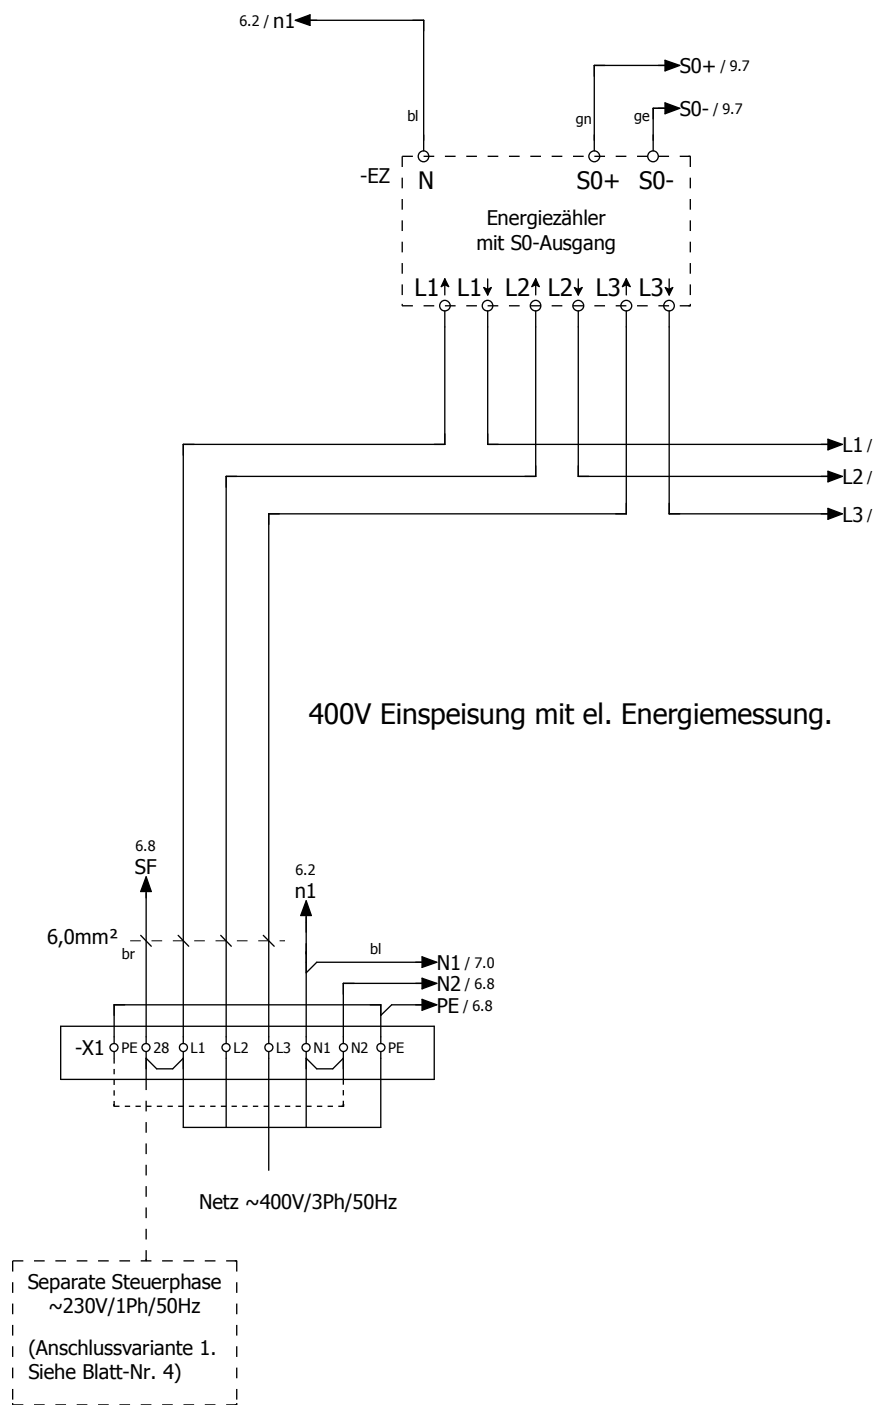 6.2 / n1
S0+ / 9.7
S0- / 9.7
bl
gn
ge
-EZ
N S0+ S0-
Energiezähler
mit S0-Ausgang
L1 L1 L2 L2 L3 L3
L1 /
L2 /
L3 /
400V Einspeisung mit el. Energiemessung.
6.8
SF
6.2
n1
6,0mm²
br
bl
N1 / 7.0
N2 / 6.8
PE / 6.8
-X1 PE 28 L1 L2 L3 N1 N2 PE
Netz ~400V/3Ph/50Hz
Separate Steuerphase
~230V/1Ph/50Hz
(Anschlussvariante 1.
Siehe Blatt-Nr. 4)